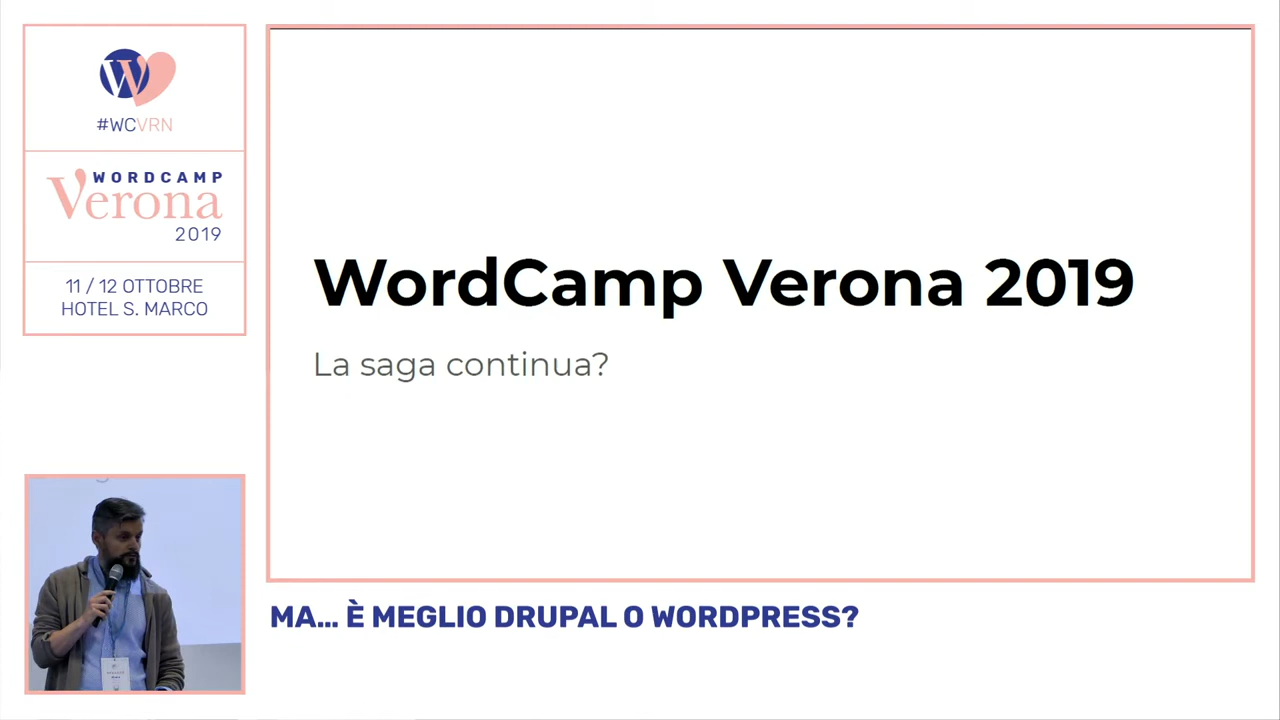 #WCVRN
WORDCAMP
Verona
2019
11 / 12 OTTOBRE
HOTEL S. MARCO
WordCamp Verona 2019
La saga continua?
MA... È MEGLIO DRUPAL O WORDPRESS?